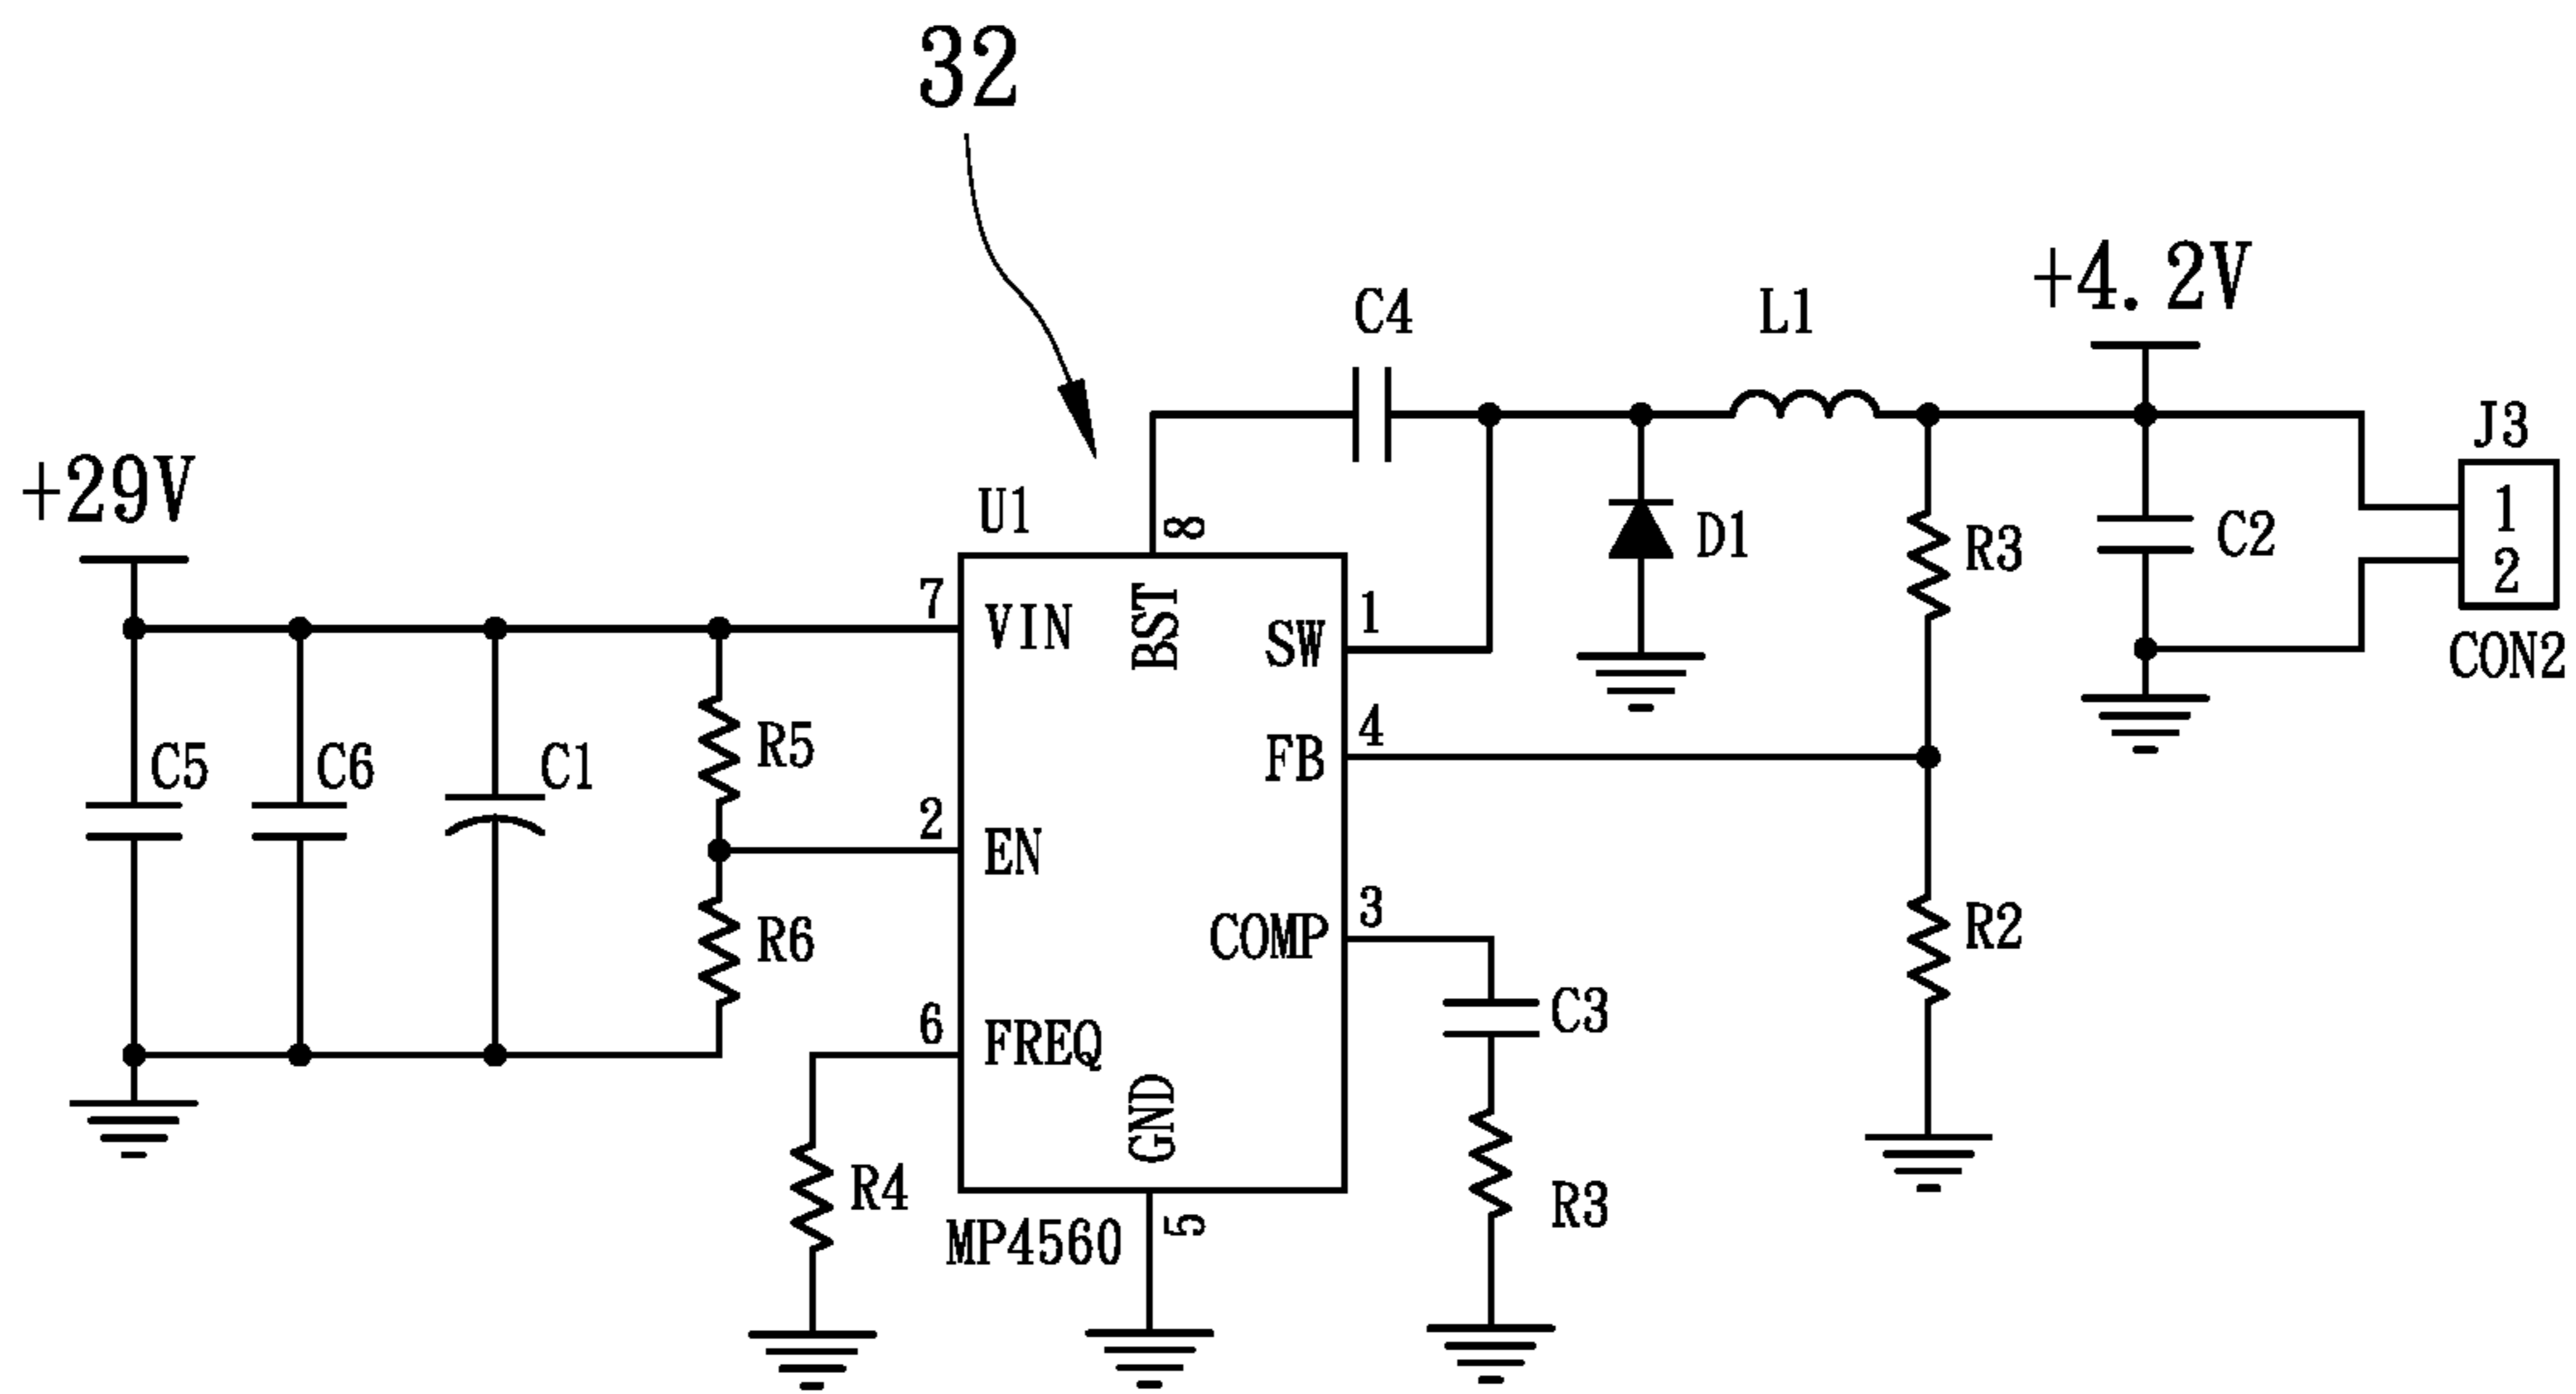 32
+4.2V
C4
L1
J3
+29V
U1
8
1
2
C2
D1
R3
7
VIN
BST
SW
1
CON2
C5
C6
C1
R5
4
FB
2
EN
R6
3
COMP
R2
6
FREQ
C3
GND
R4
MP4560
5
R3